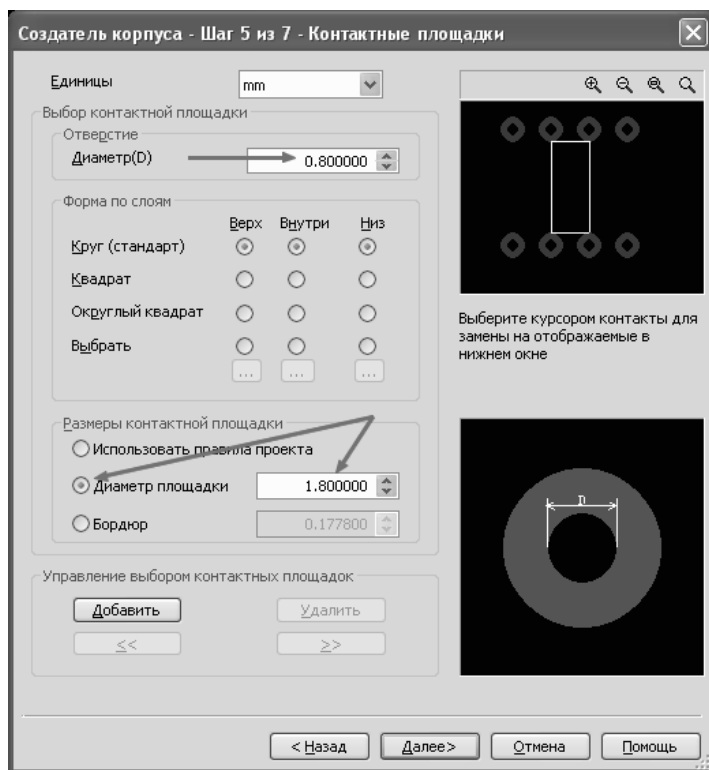 Создатель корпуса - Шаг 5 из 7 - Контактные площадки
Единицы
mm
Выбор контактной площадки
Отверстие
Диаметр(D)
0.800000
Форма по слоям
Верх Внутри Низ
Круг (стандарт)
Квадрат
Округлый квадрат
Выбрать
... ... ...
Размеры контактной площадки
Использовать правила проекта
Диаметр площадки
1.800000
Бордюр
0.177800
Управление выбором контактных площадок
Добавить
Удалить
<<
>>
Выберите курсором контакты для
замены на отображаемые в
нижнем окне
D
< Назад
Далее>
Отмена
Помощь